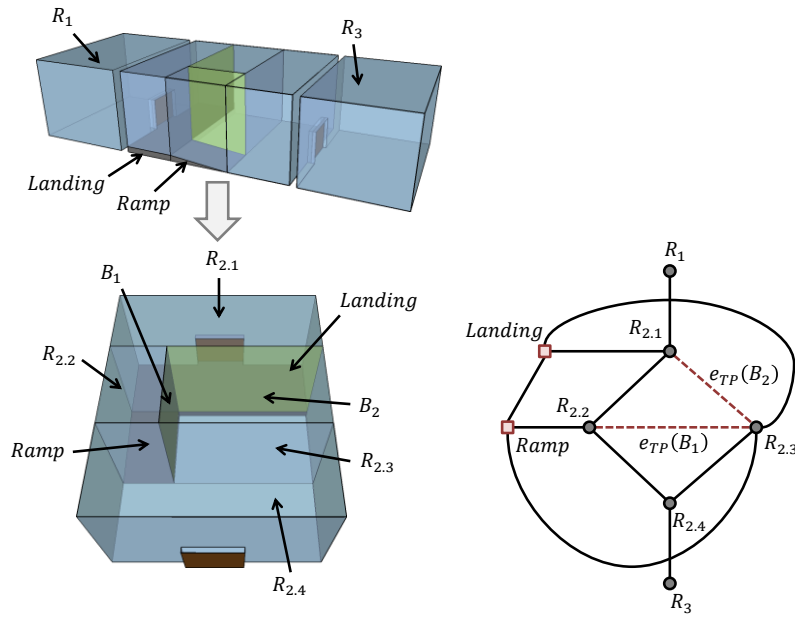 R1
R3
Landing
Ramp
B1
R2.1
Landing
R2.2
B2
Ramp
R2.3
R2.4
R1
Landing
R2.1
eTP(B2)
R2.2
Ramp
eTP(B1)
R2.3
R2.4
R3